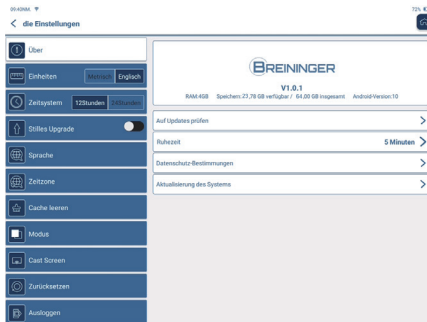 09:40NM.
72%
die Einstellungen
Über
Einheiten Metrisch Englisch
Zeitsystem 12Stunden 24Stunden
Stilles Upgrade
Sprache
Zeitzone
Cache leeren
Modus
Cast Screen
Zurücksetzen
Ausloggen
BREININGER
V1.0.1
RAM:4GB Speichern:21,78 GB verfügbar / 64,00 GB insgesamt Android-Version:10
Auf Updates prüfen
Ruhezeit 5 Minuten
Datenschutz-Bestimmungen
Aktualisierung des Systems